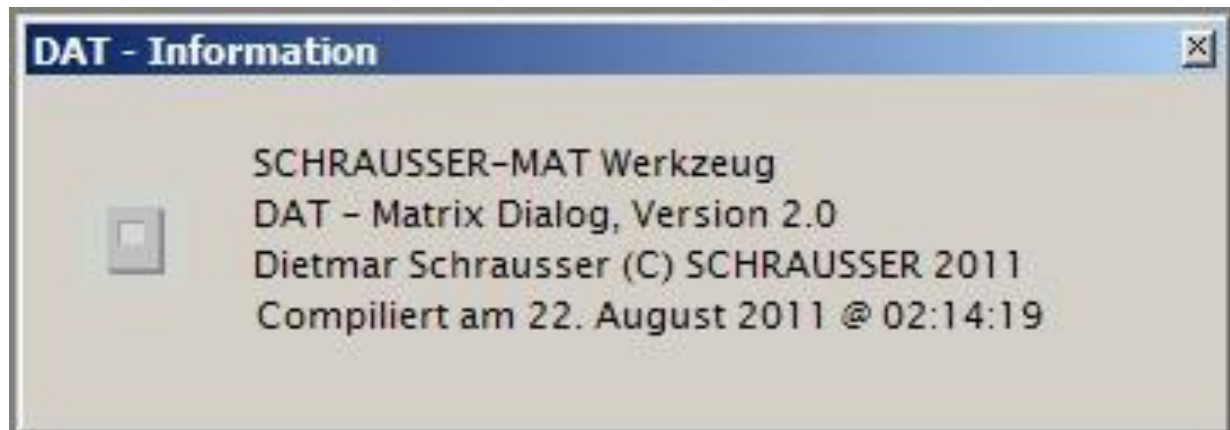 DAT - Information
SCHRAUSSER-MAT Werkzeug
DAT - Matrix Dialog, Version 2.0
Dietmar Schrausser (C) SCHRAUSSER 2011
Compiliert am 22. August 2011 @ 02:14:19